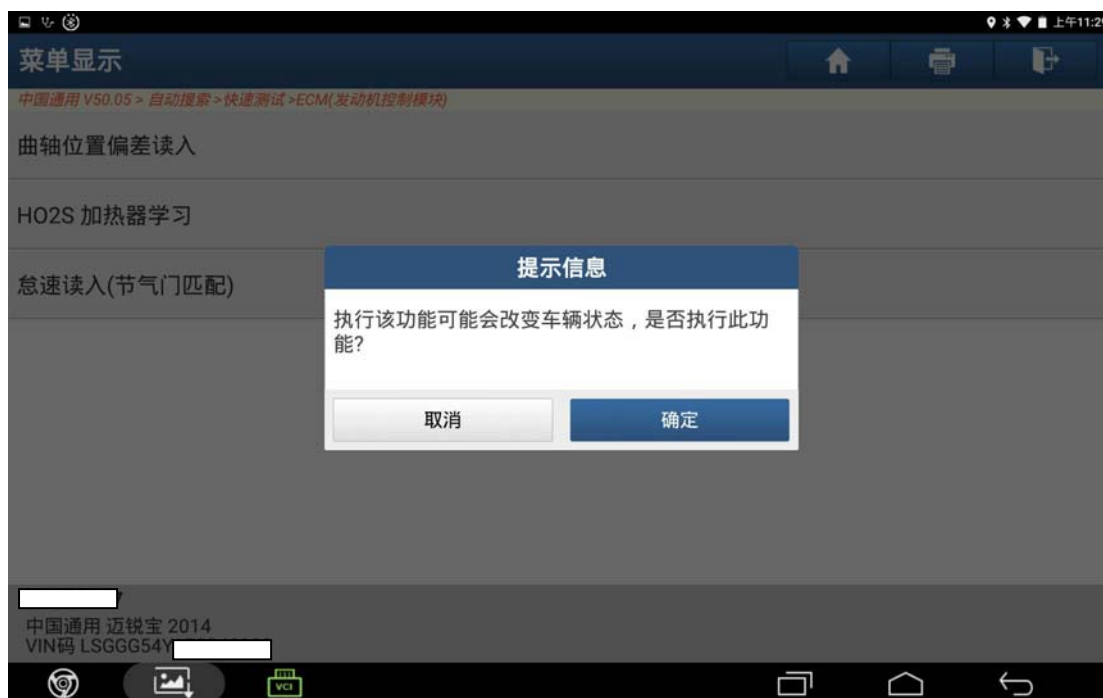 上午11:29
菜单显示
中国通用 V50.05 > 自动搜索 > 快速测试 >ECM(发动机控制模块)
曲轴位置偏差读入
HO2S 加热器学习
怠速读入(节气门匹配)
提示信息
执行该功能可能会改变车辆状态，是否执行此功
能?
取消
确定
中国通用 迈锐宝 2014
VIN码 LSGGG54Y
VCI